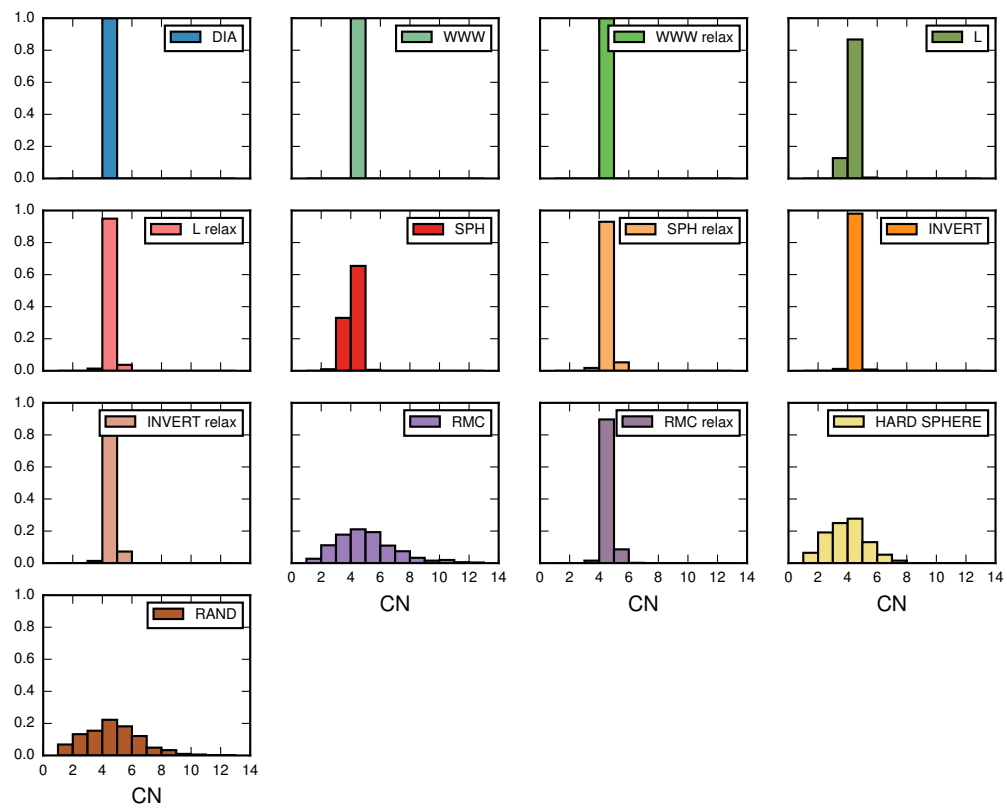 1.0
0.8
0.6
0.4
0.2
0.0
DIA
WWW
WWW relax
L
1.0
0.8
0.6
0.4
0.2
0.0
L relax
SPH
SPH relax
INVERT
1.0
0.8
0.6
0.4
0.2
0.0
INVERT relax
RMC
RMC relax
HARD SPHERE
0 2 4 6 8 10 12 14
CN
0 2 4 6 8 10 12 14
CN
0 2 4 6 8 10 12 14
CN
1.0
0.8
0.6
0.4
0.2
0.0
RAND
0 2 4 6 8 10 12 14
CN